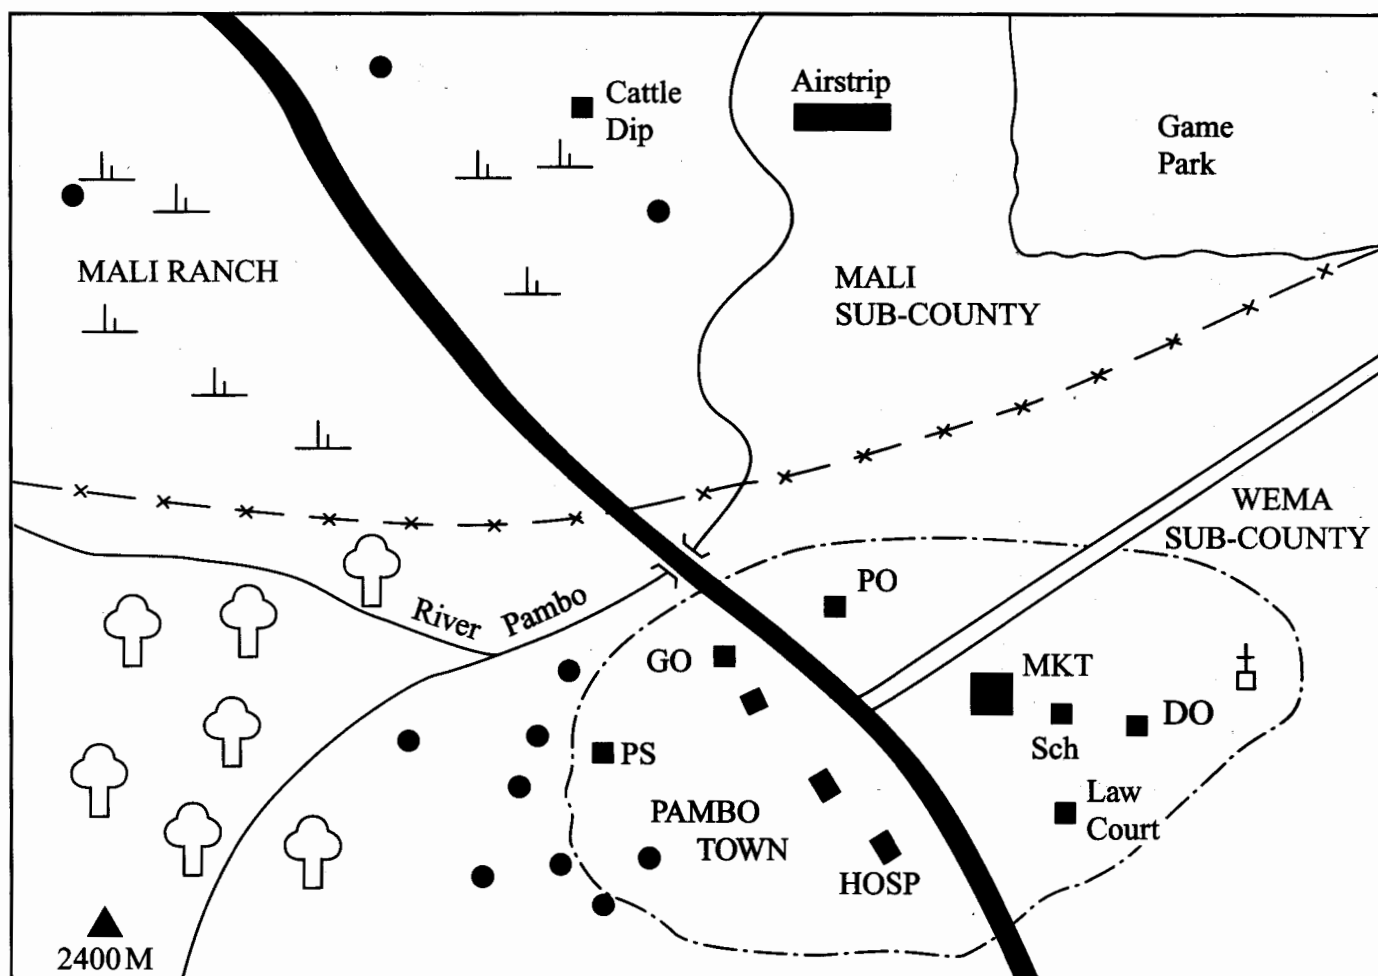 Cattle
Dip
Airstrip
Game
Park
MALI RANCH
MALI
SUB-COUNTY
WEMA
SUB-COUNTY
River Pambo
PO
GO
MKT
Sch
DO
PS
Law
Court
PAMBO
TOWN
HOSP
2400 M